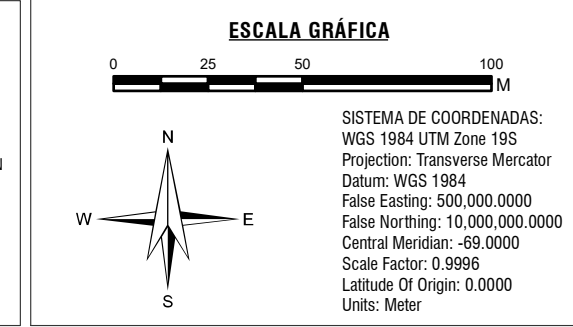 ESCALA GRÁFICA
0 25 50 100
M
SISTEMA DE COORDENADAS:
WGS 1984 UTM Zone 19S
Projection: Transverse Mercator
Datum: WGS 1984
False Easting: 500,000.0000
False Northing: 10,000,000.0000
Central Meridian: -69.0000
Scale Factor: 0.9996
Latitude Of Origin: 0.0000
Units: Meter
N
W E
S